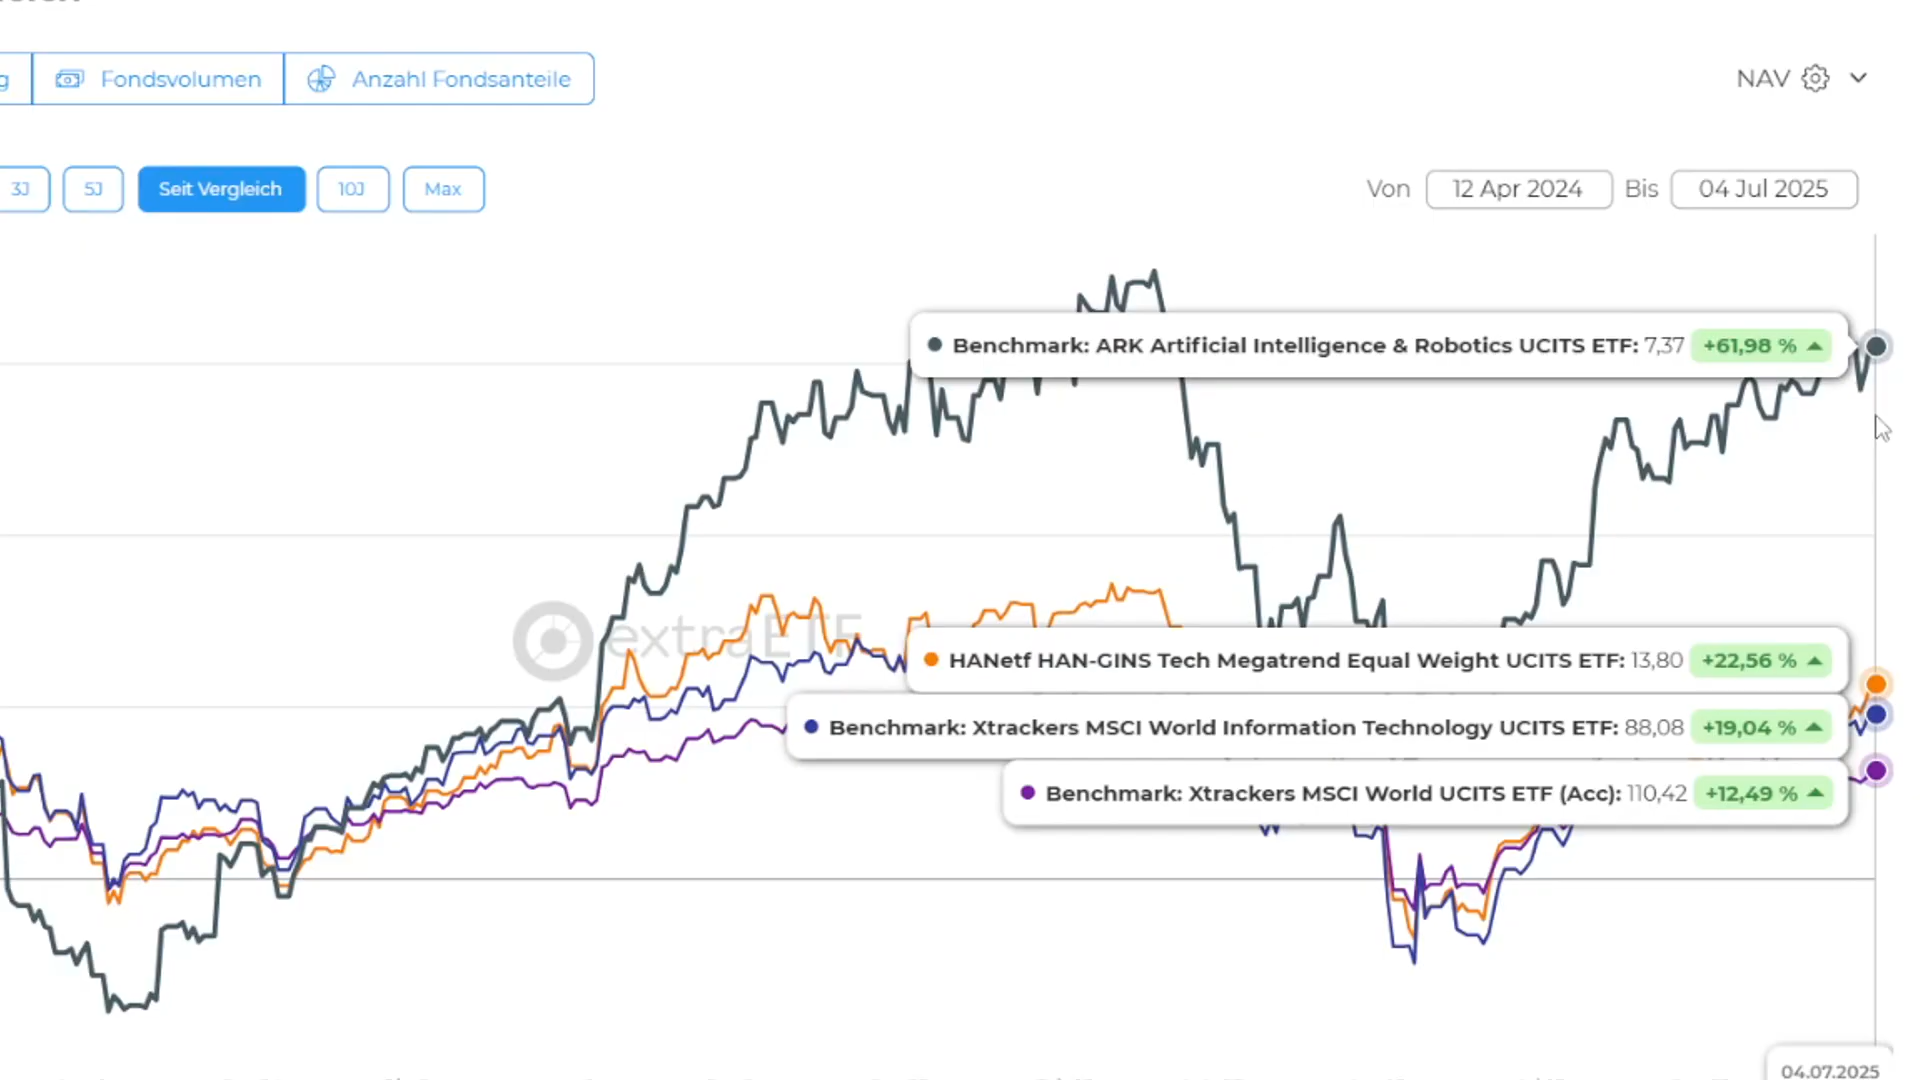 Fondsvolumen
Anzahl Fondsanteile
NAV
3J
5J
Seit Vergleich
10J
Max
Von 12 Apr 2024 Bis 04 Jul 2025
Benchmark: ARK Artificial Intelligence & Robotics UCITS ETF: 7,37 +61,98 %
extraETF
HANetf HAN-GINS Tech Megatrend Equal Weight UCITS ETF: 13,80 +22,56 %
Benchmark: Xtrackers MSCI World Information Technology UCITS ETF: 88,08 +19,04 %
Benchmark: Xtrackers MSCI World UCITS ETF (Acc): 110,42 +12,49 %
04.07.2025